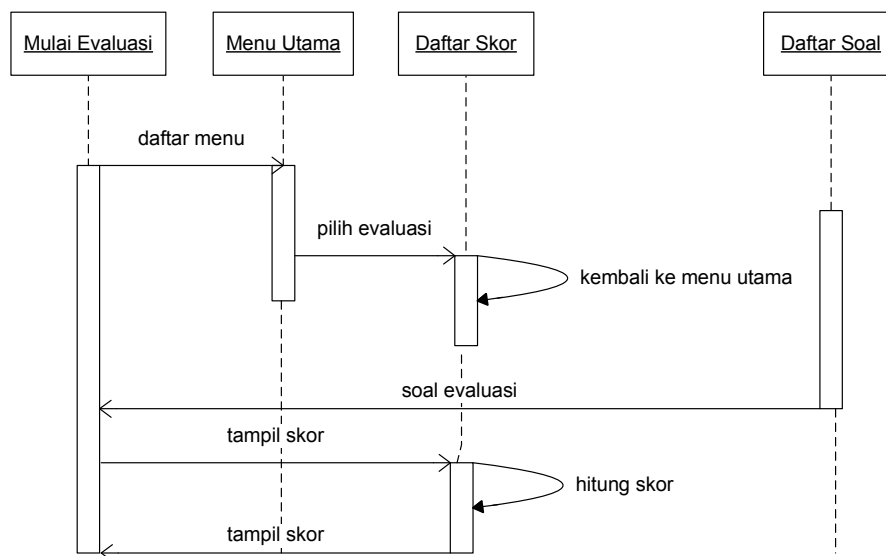 Mulai Evaluasi
Menu Utama
Daftar Skor
Daftar Soal
daftar menu
pilih evaluasi
kembali ke menu utama
soal evaluasi
tampil skor
hitung skor
tampil skor